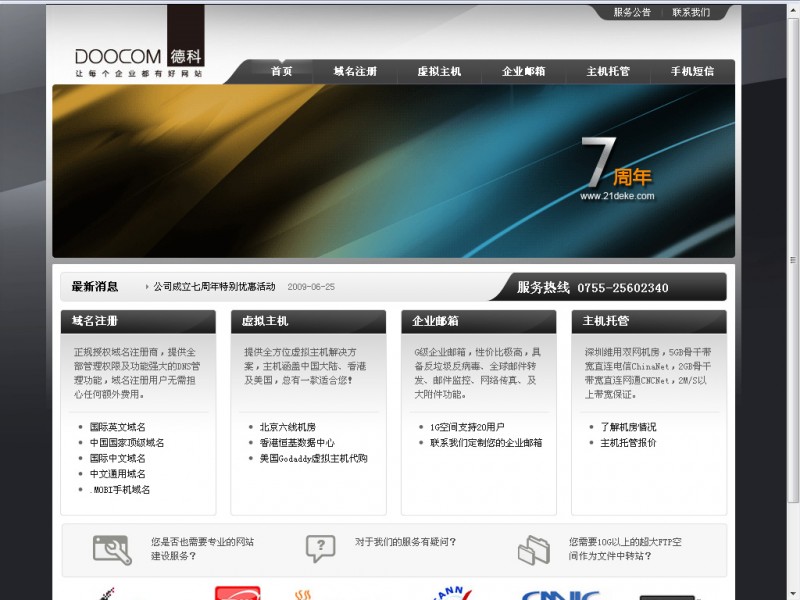 服务公告 联系我们
DOOCOM 德科
让每个企业都有好网站
首页 域名注册 虚拟主机 企业邮箱 主机托管 手机短信
7周年
www.21deke.com
最新消息 公司成立七周年特别优惠活动 2009-06-25 服务热线 0755-25602340
域名注册
正规授权域名注册商，提供全
部管理权限及功能强大的DNS管
理功能，域名注册用户无需担
心任何额外费用。
国际英文域名
中国国家顶级域名
国际中文域名
中文通用域名
.MOBI手机域名
虚拟主机
提供全方位虚拟主机解决方
案，主机涵盖中国大陆、香港
及美国，总有一款适合您！
北京六线机房
香港恒基数据中心
美国Godaddy虚拟主机代购
企业邮箱
G级企业邮箱，性价比极高，具
备反垃圾反病毒、全球邮件转
发、邮件监控、网络传真、及
大附件功能。
1G空间支持20用户
联系我们定制您的企业邮箱
主机托管
深圳维用双网机房，5GB骨干带
宽直连电信ChinaNet，2GB骨干
带宽直连网通CNCNet，2M/S以
上带宽保证。
了解机房情况
主机托管报价
您是否也需要专业的网站
建设服务？
对于我们的服务有疑问？
您需要10G以上的超大FTP空
间作为文件中转站？